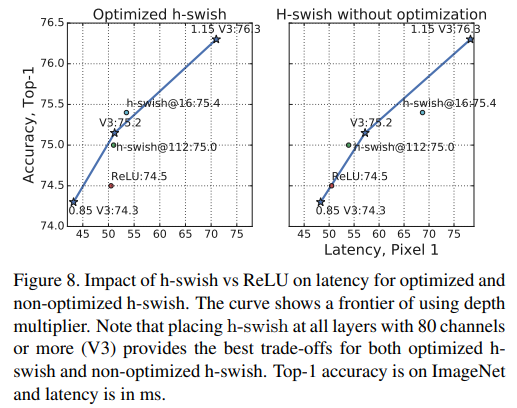 Optimized h-swish
H-swish without optimization
Accuracy, Top-1
76.5
76.0
75.5
75.0
74.5
74.0
1.15 V3:76.3
h-swish@16:75.4
V3:75.2
h-swish@112:75.0
ReLU:74.5
0.85 V3:74.3
45 50 55 60 65 70 75
1.15 V3:76.3
h-swish@16:75.4
V3:75.2
h-swish@112:75.0
ReLU:74.5
0.85 V3:74.3
45 50 55 60 65 70 75
Latency, Pixel 1
Figure 8. Impact of h-swish vs ReLU on latency for optimized and
non-optimized h-swish. The curve shows a frontier of using depth
multiplier. Note that placing h-swish at all layers with 80 channels
or more (V3) provides the best trade-offs for both optimized h-
swish and non-optimized h-swish. Top-1 accuracy is on ImageNet
and latency is in ms.